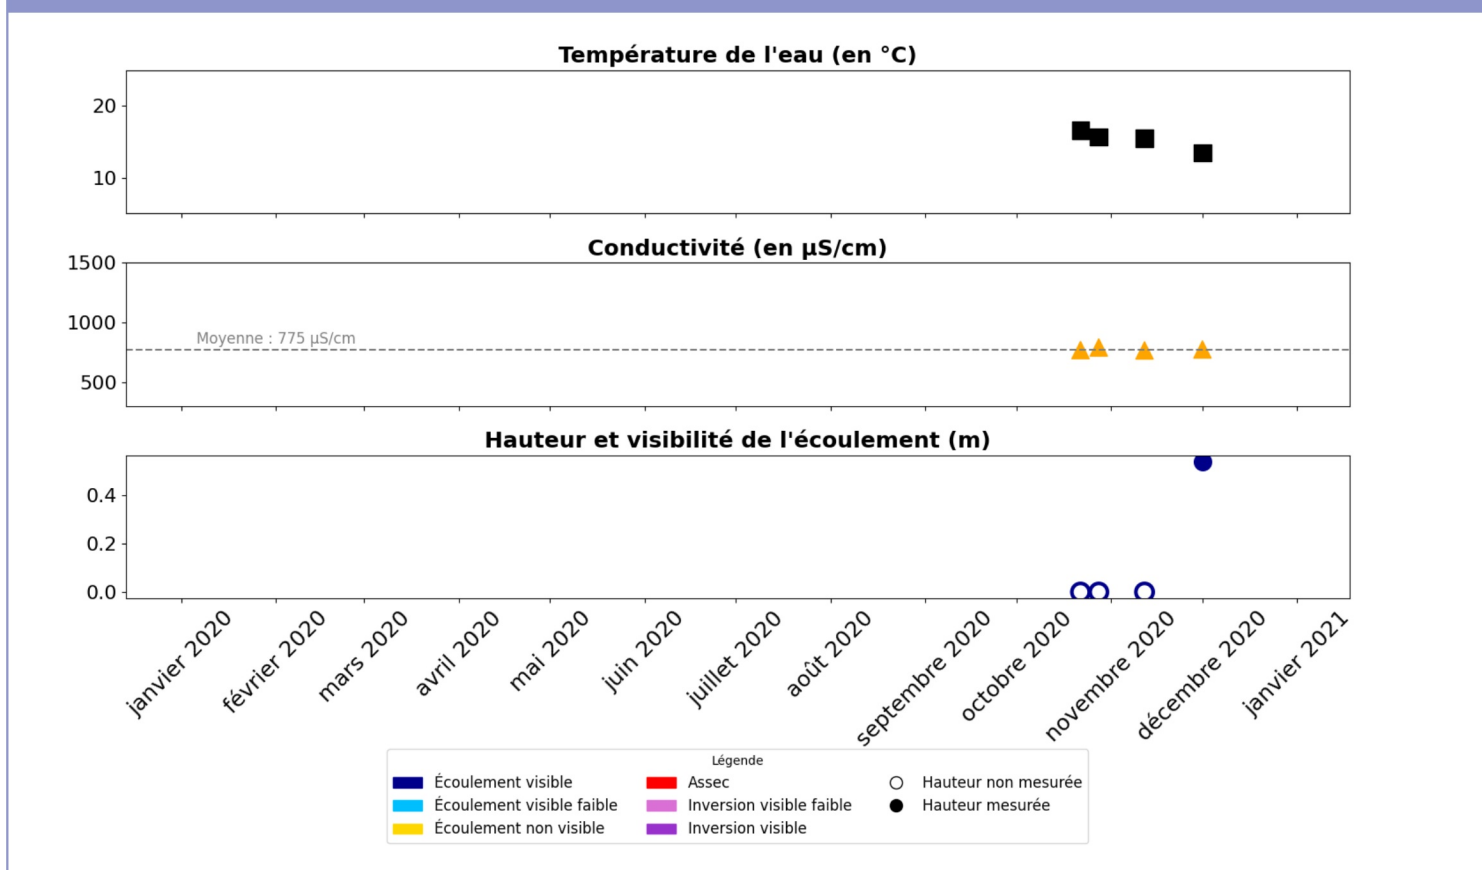 Température de l'eau (en °C)
20
10
Conductivité (en µS/cm)
1500
1000
500
Moyenne : 775 µS/cm
Hauteur et visibilité de l'écoulement (m)
0.4
0.2
0.0
janvier 2020
février 2020
mars 2020
avril 2020
mai 2020
juin 2020
juillet 2020
août 2020
septembre 2020
octobre 2020
novembre 2020
décembre 2020
janvier 2021
Légende
Écoulement visible
Écoulement visible faible
Écoulement non visible
Assec
Inversion visible faible
Inversion visible
Hauteur non mesurée
Hauteur mesurée